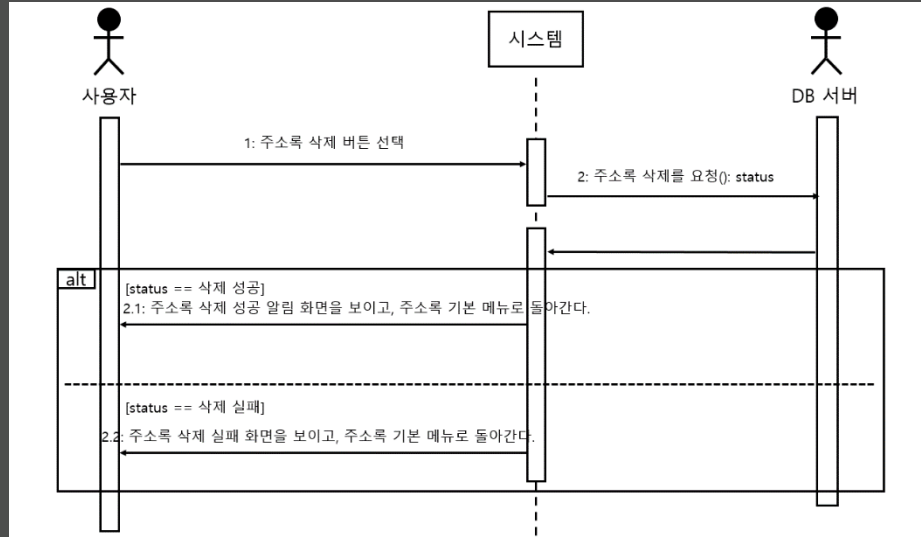 사용자
시스템
DB 서버
1: 주소록 삭제 버튼 선택
2: 주소록 삭제를 요청(): status
alt
[status == 삭제 성공]
2.1: 주소록 삭제 성공 알림 화면을 보이고, 주소록 기본 메뉴로 돌아간다.
[status == 삭제 실패]
2.2: 주소록 삭제 실패 화면을 보이고, 주소록 기본 메뉴로 돌아간다.